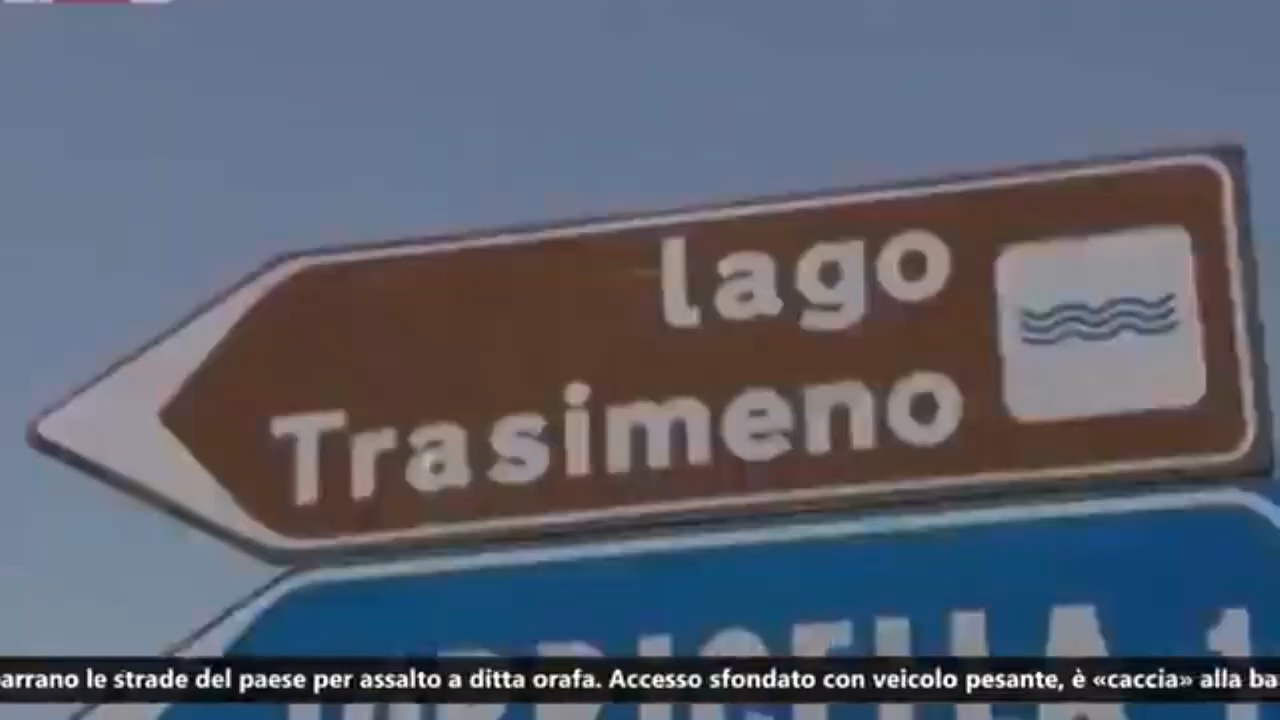 lago
Trasimeno
1
arrano le strade del paese per assalto a ditta orafa. Accesso sfondato con veicolo pesante, è «caccia» alla ba